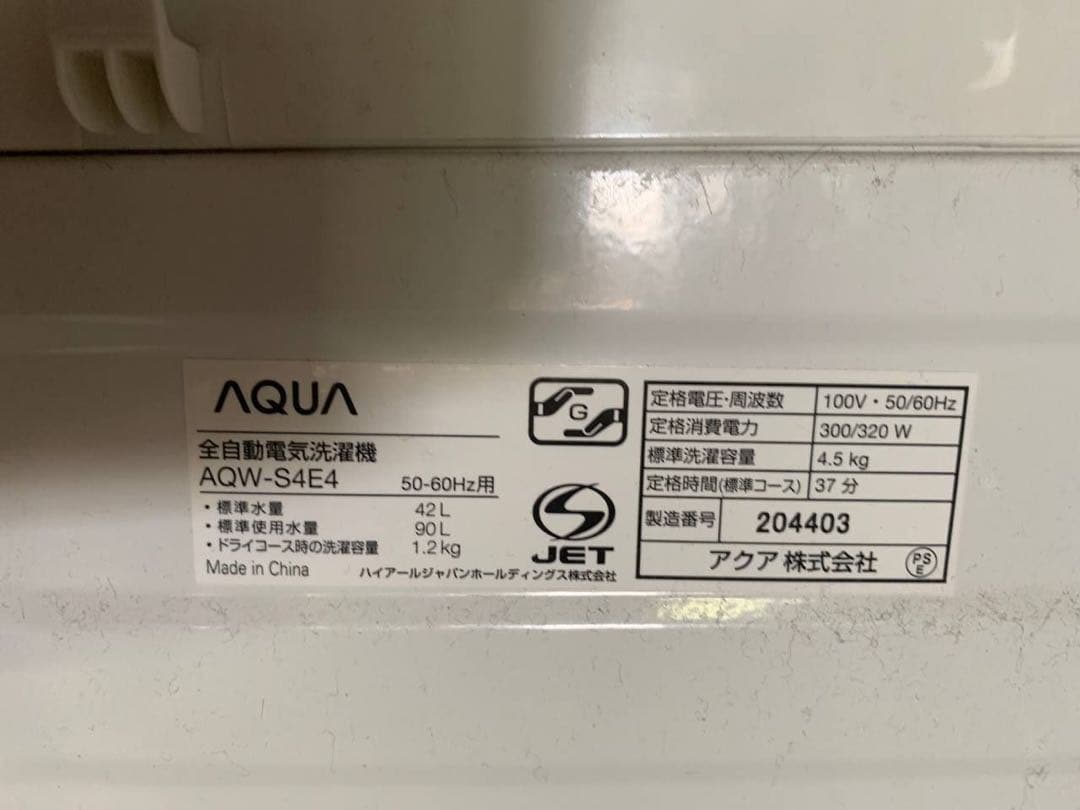 AQUA
全自動電気洗濯機
AQW-S4E4 50-60Hz用
・標準水量 42L
・標準使用水量 90L
・ドライコース時の洗濯容量 1.2kg
Made in China ハイアールジャパンホールディングス株式会社
G
JET
定格電圧・周波数 100V・50/60Hz
定格消費電力 300/320 W
標準洗濯容量 4.5 kg
定格時間(標準コース) 37 分
製造番号 204403
アクア 株式会社 PSE